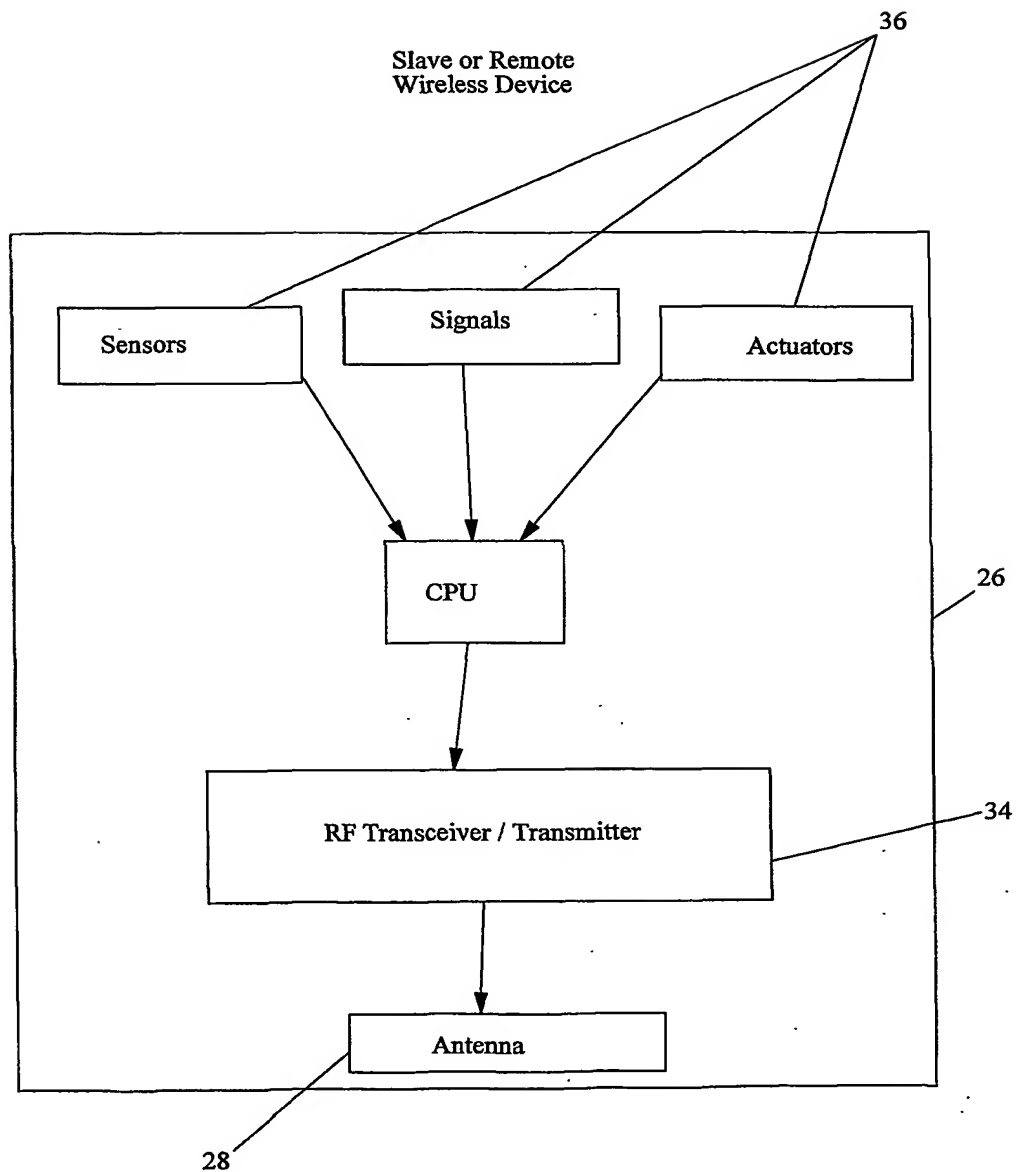 36
Slave or Remote
Wireless Device
Sensors
Signals
Actuators
CPU
26
RF Transceiver / Transmitter
34
Antenna
28